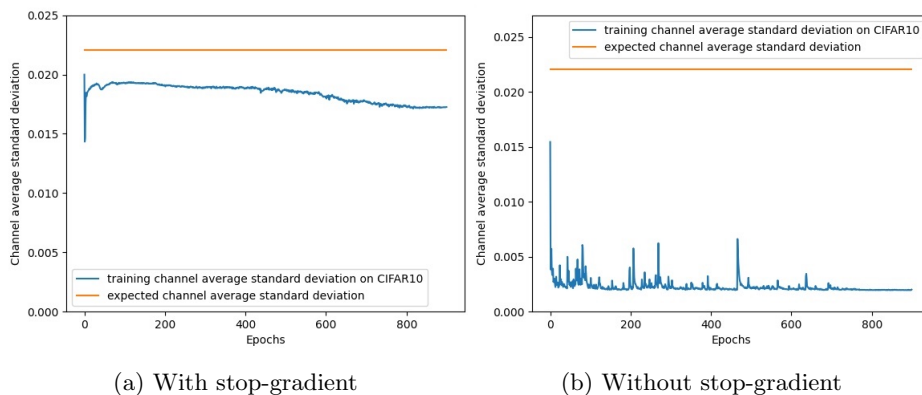 0.025
0.020
0.015
0.010
0.005
0.000
Channel average standard deviation
training channel average standard deviation on CIFAR10
expected channel average standard deviation
0 200 400 600 800
Epochs
(a) With stop-gradient
training channel average standard deviation on CIFAR10
expected channel average standard deviation
0.025
0.020
0.015
0.010
0.005
0.000
Channel average standard deviation
0 200 400 600 800
Epochs
(b) Without stop-gradient